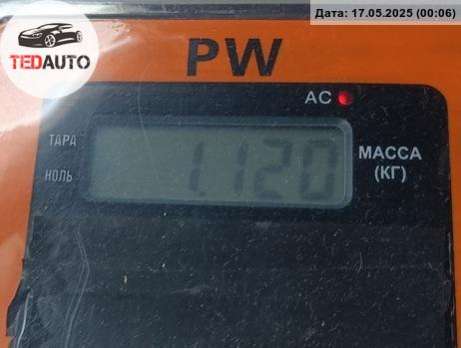 Дата: 17.05.2025 (00:06)
TEDAUTO
PW
AC
ТАРА
НОЛЬ
1.120
МАССА
(КГ)